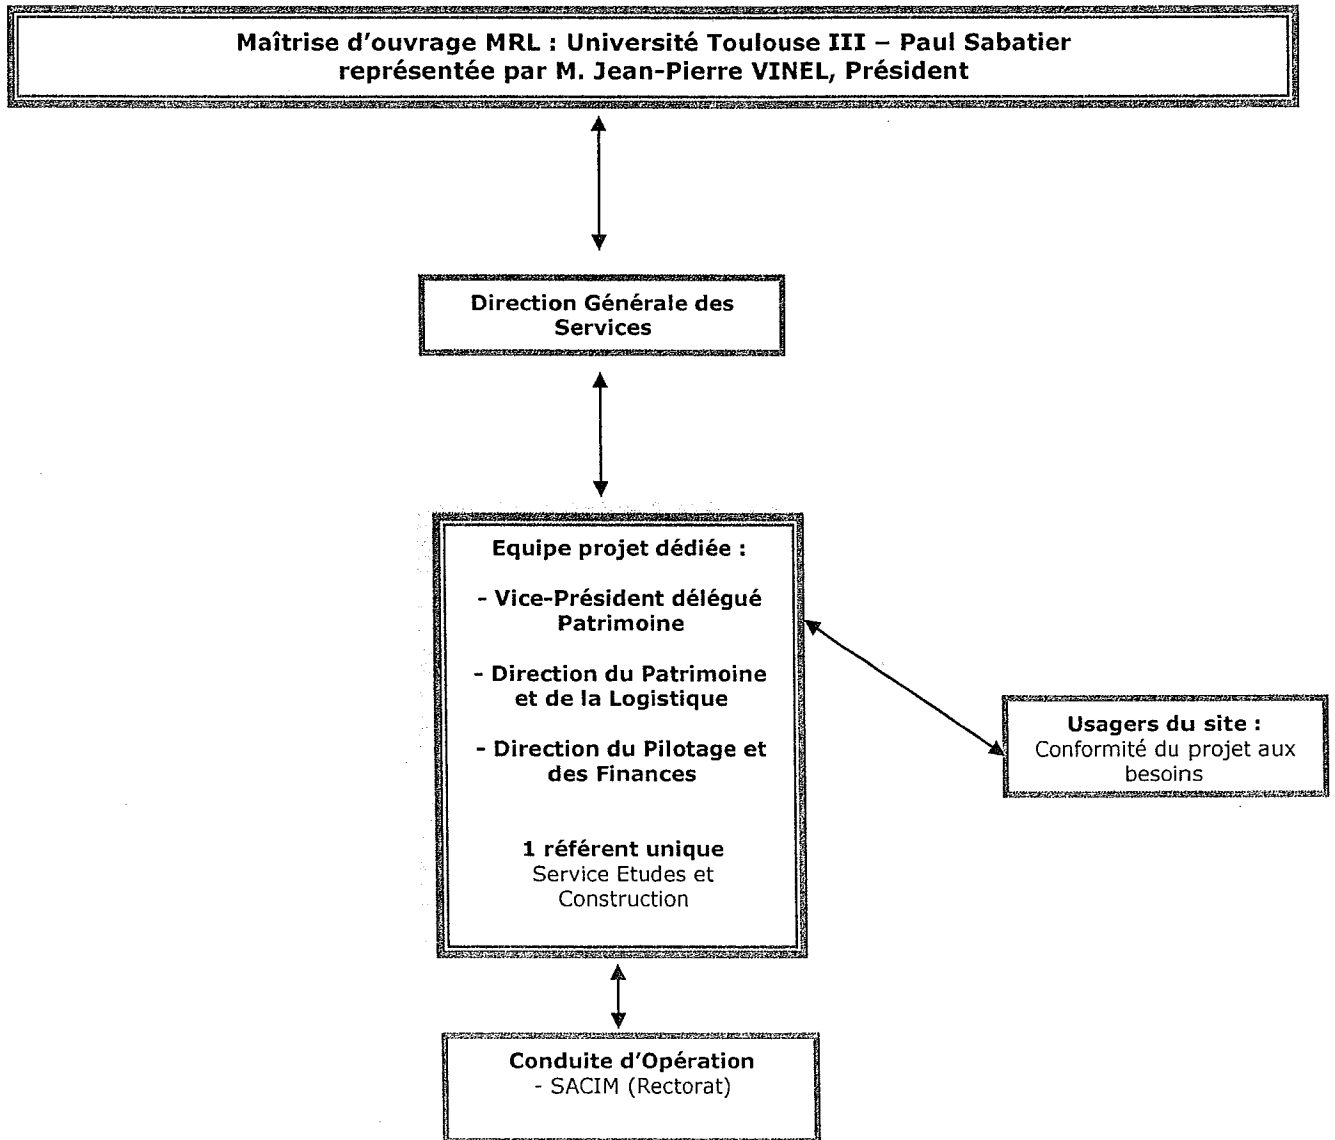 Maîtrise d'ouvrage MRL : Université Toulouse III – Paul Sabatier
représentée par M. Jean-Pierre VINEL, Président
Direction Générale des
Services
Equipe projet dédiée :
- Vice-Président délégué
Patrimoine
- Direction du Patrimoine
et de la Logistique
- Direction du Pilotage et
des Finances
1 référent unique
Service Etudes et
Construction
Usagers du site :
Conformité du projet aux
besoins
Conduite d'Opération
- SACIM (Rectorat)